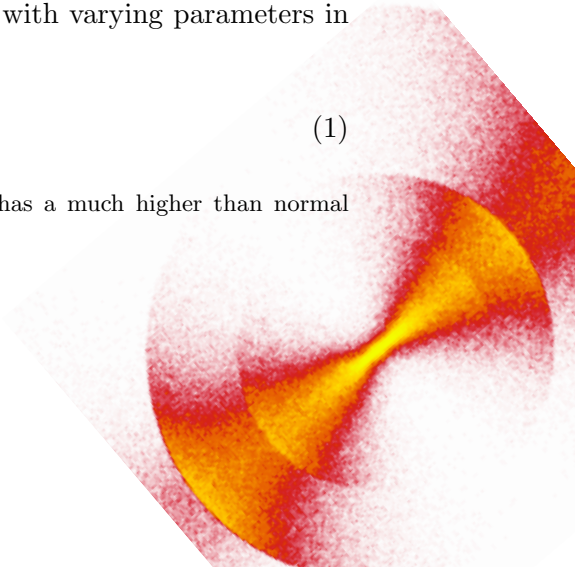 with varying parameters in
(1)
has a much higher than normal